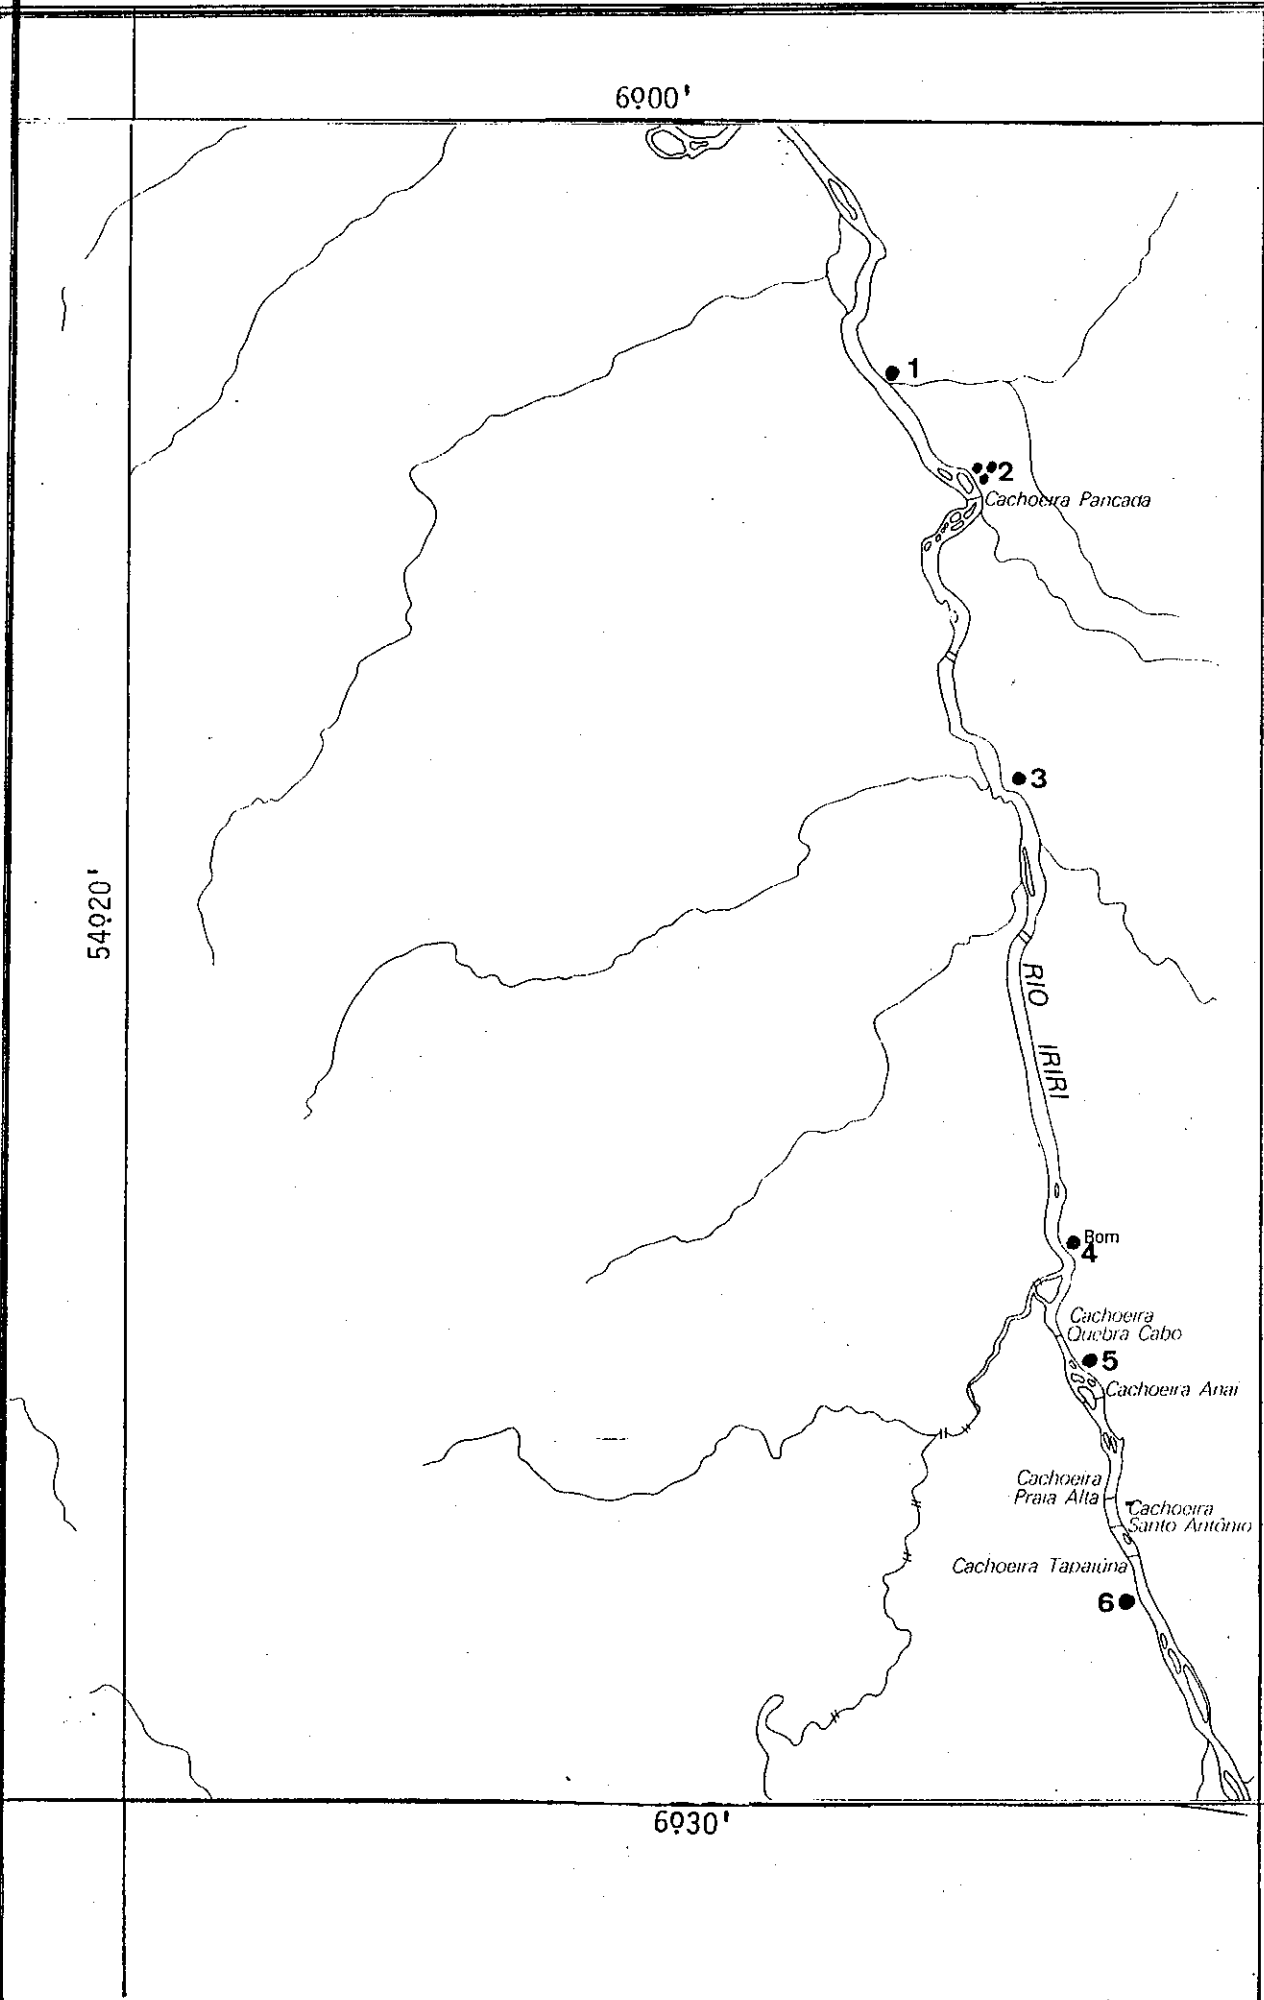 6º00'
1
2
Cachoeira Pancada
3
54º20'
RIO IRIRI
Bom
4
Cachoeira
Quebra Cabo
5
Cachoeira Anai
Cachoeira
Praia Alta
Cachoeira
Santo Antônio
Cachoeira Tapaiúna
6
6º30'